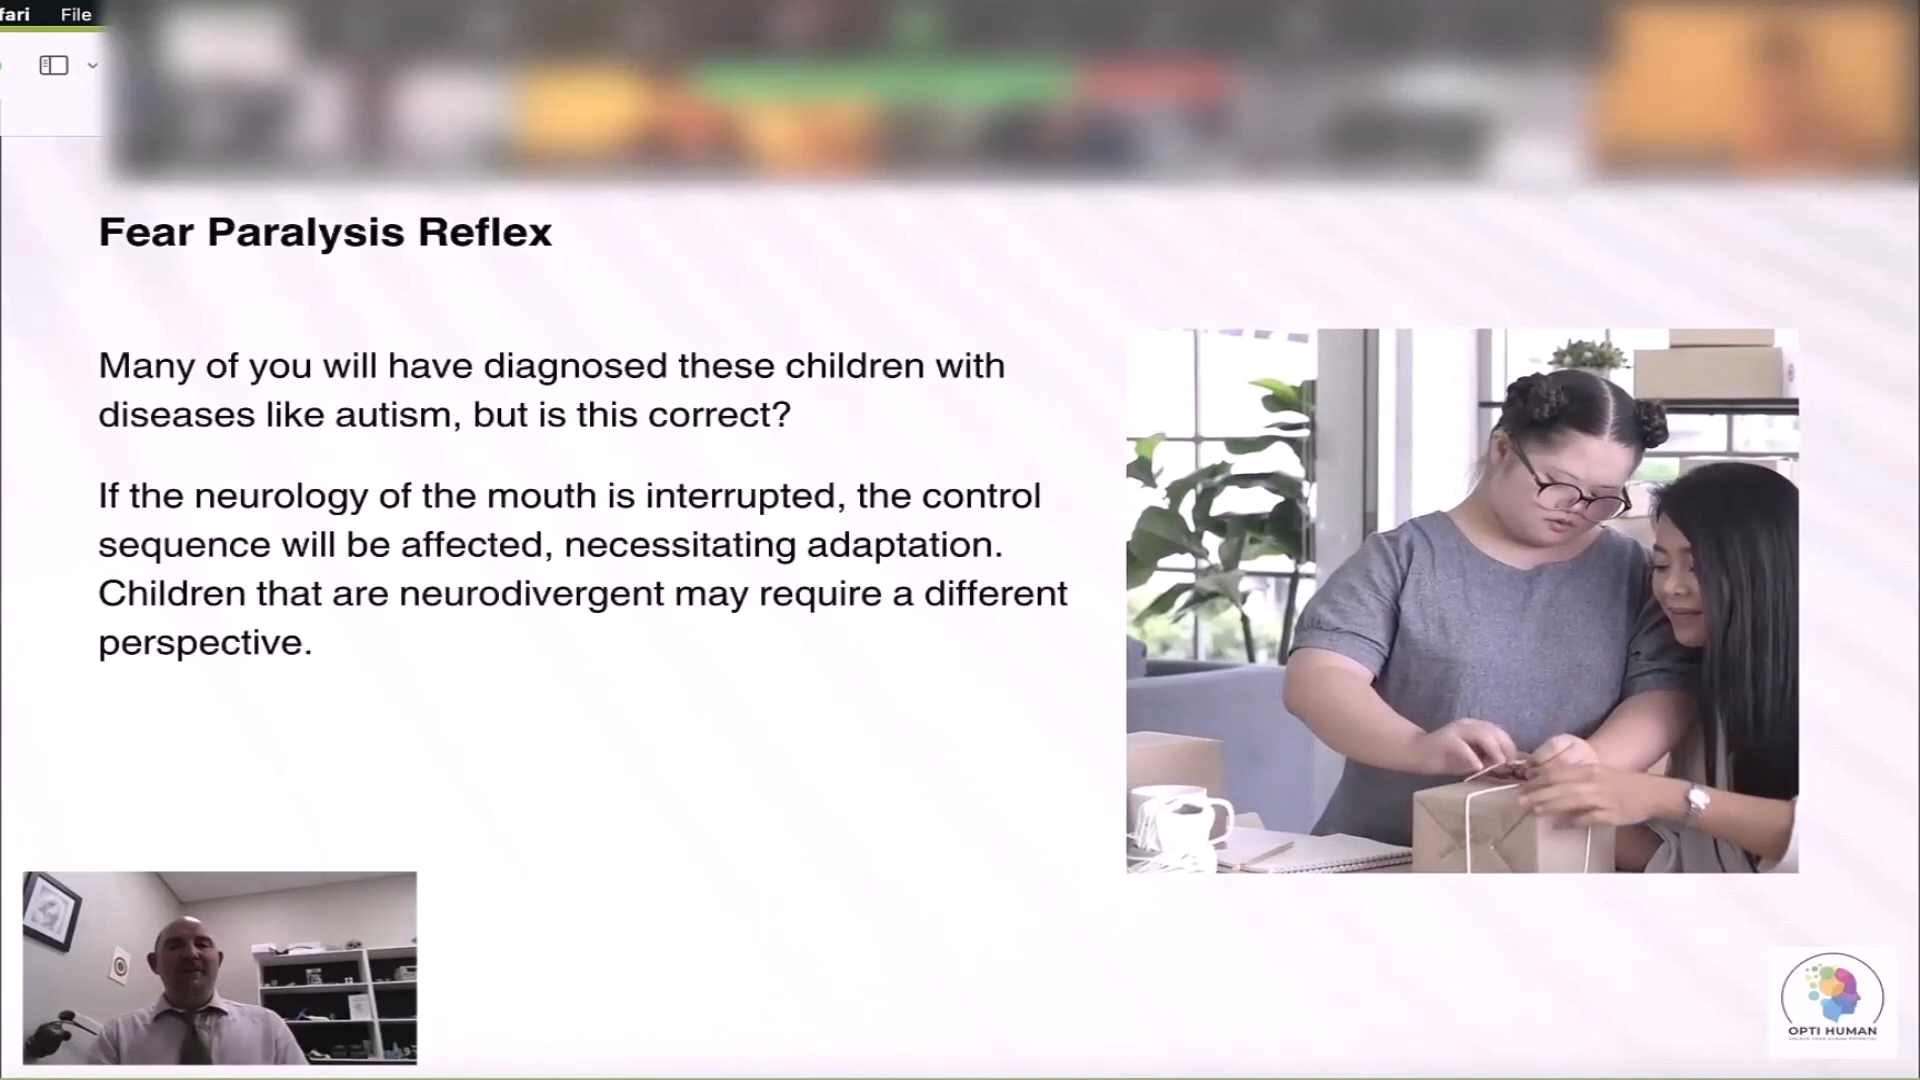 fari File
Fear Paralysis Reflex
Many of you will have diagnosed these children with
diseases like autism, but is this correct?
If the neurology of the mouth is interrupted, the control
sequence will be affected, necessitating adaptation.
Children that are neurodivergent may require a different
perspective.
OPTI HUMAN